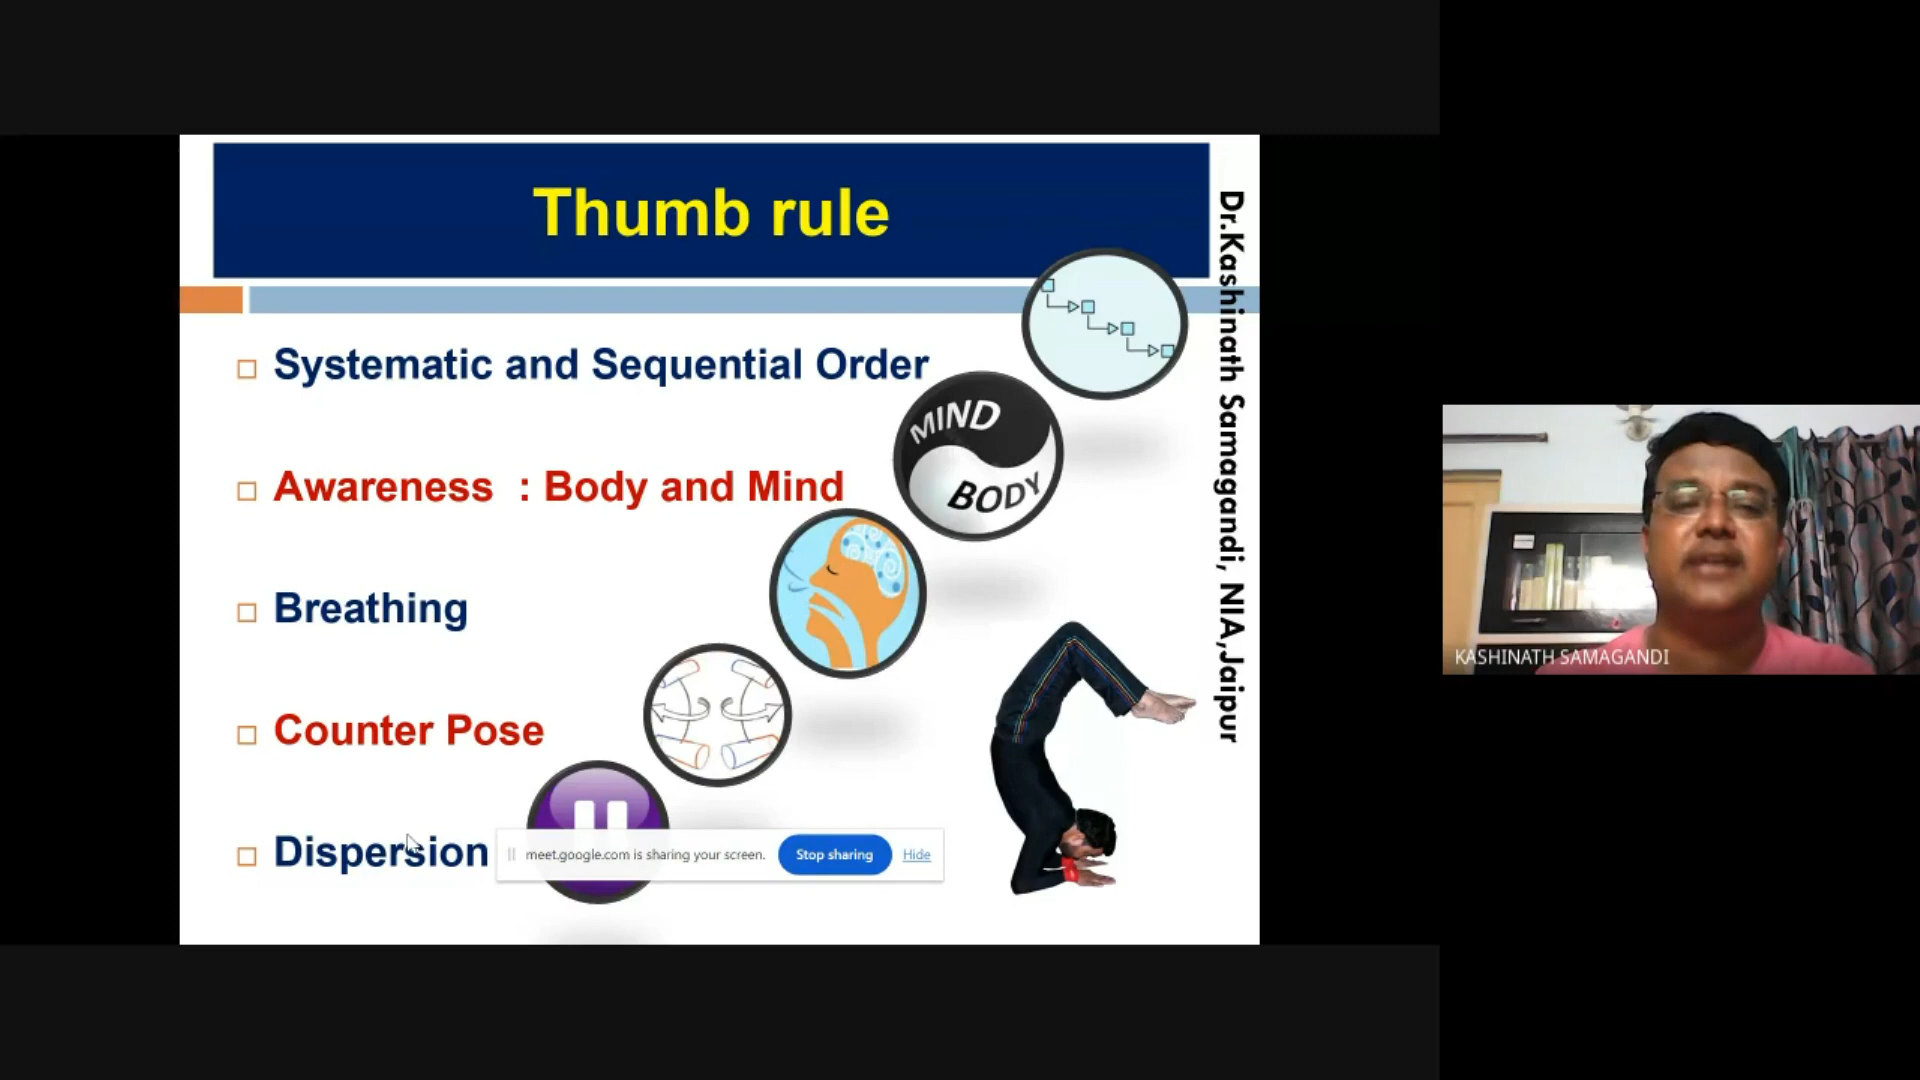 Thumb rule
Systematic and Sequential Order
Awareness : Body and Mind
Breathing
Counter Pose
Dispersion
MIND
BODY
meet.google.com is sharing your screen.
Stop sharing
Hide
Dr.Kashinath Samagandi, NIA,Jaipur
KASHINATH SAMAGANDI